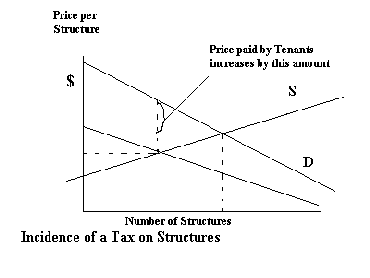 Price per
Structure
Price paid by Tenants
increases by this amount
$
S
D
Number of Structures
Incidence of a Tax on Structures